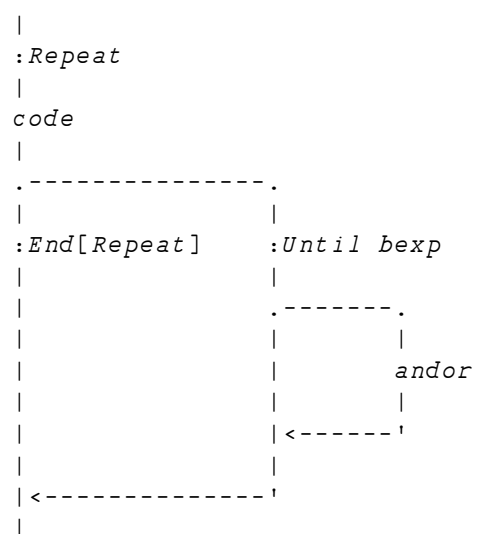 |
:Repeat
|
code
|
.---------------.
|               |
:End[Repeat]    :Until bexp
|               |
|               .-------.
|               |       |
|               |       andor
|               |       |
|               |<------'
|               |
|<--------------'
|